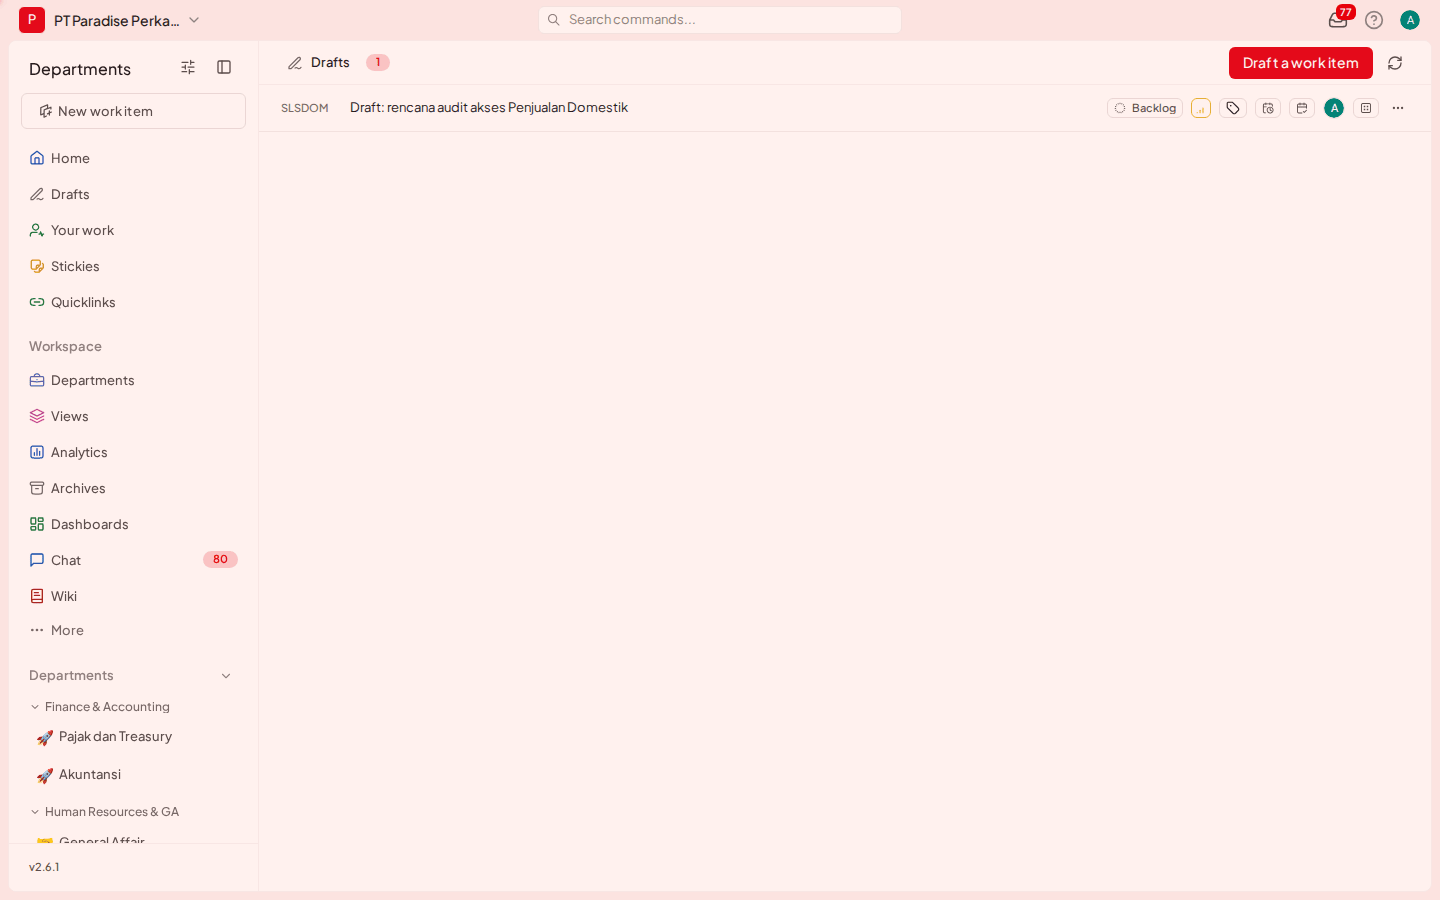 P PT Paradise Perka... Search commands... 77 A
Departments
New work item
Home
Drafts
Your work
Stickies
Quicklinks
Workspace
Departments
Views
Analytics
Archives
Dashboards
Chat 80
Wiki
More
Departments
Finance & Accounting
Pajak dan Treasury
Akuntansi
Human Resources & GA
General Affair
v2.6.1
Drafts 1 Draft a work item
SLSDOM Draft: rencana audit akses Penjualan Domestik Backlog A